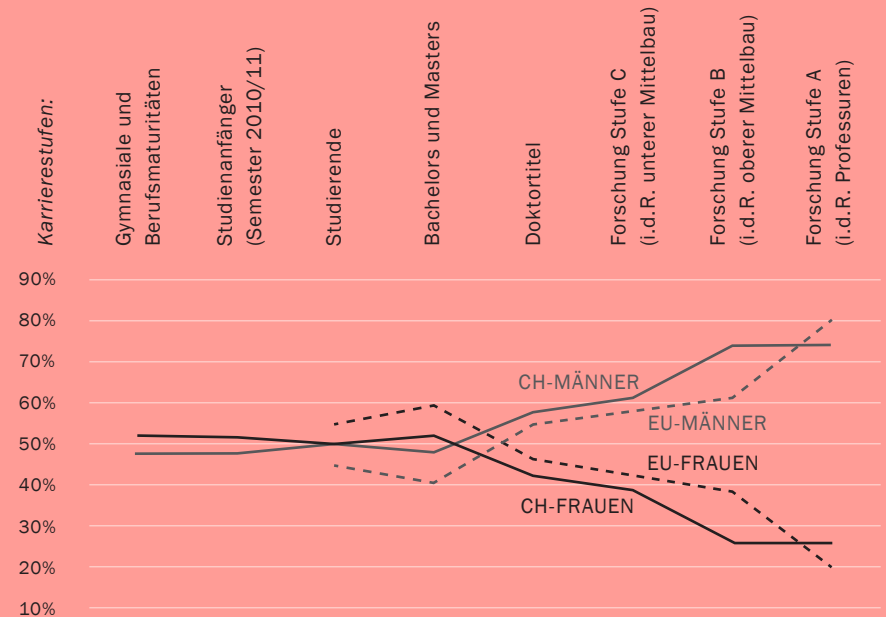 Karrierestufen:
Gymnasiale und
Berufsmaturitäten
Studienanfänger
(Semester 2010/11)
Studierende
Bachelors und Masters
Doktortitel
Forschung Stufe C
(i.d.R. unterer Mittelbau)
Forschung Stufe B
(i.d.R. oberer Mittelbau)
Forschung Stufe A
(i.d.R. Professuren)
90%
80%
70%
60%
50%
40%
30%
20%
10%
CH-MÄNNER
EU-MÄNNER
EU-FRAUEN
CH-FRAUEN